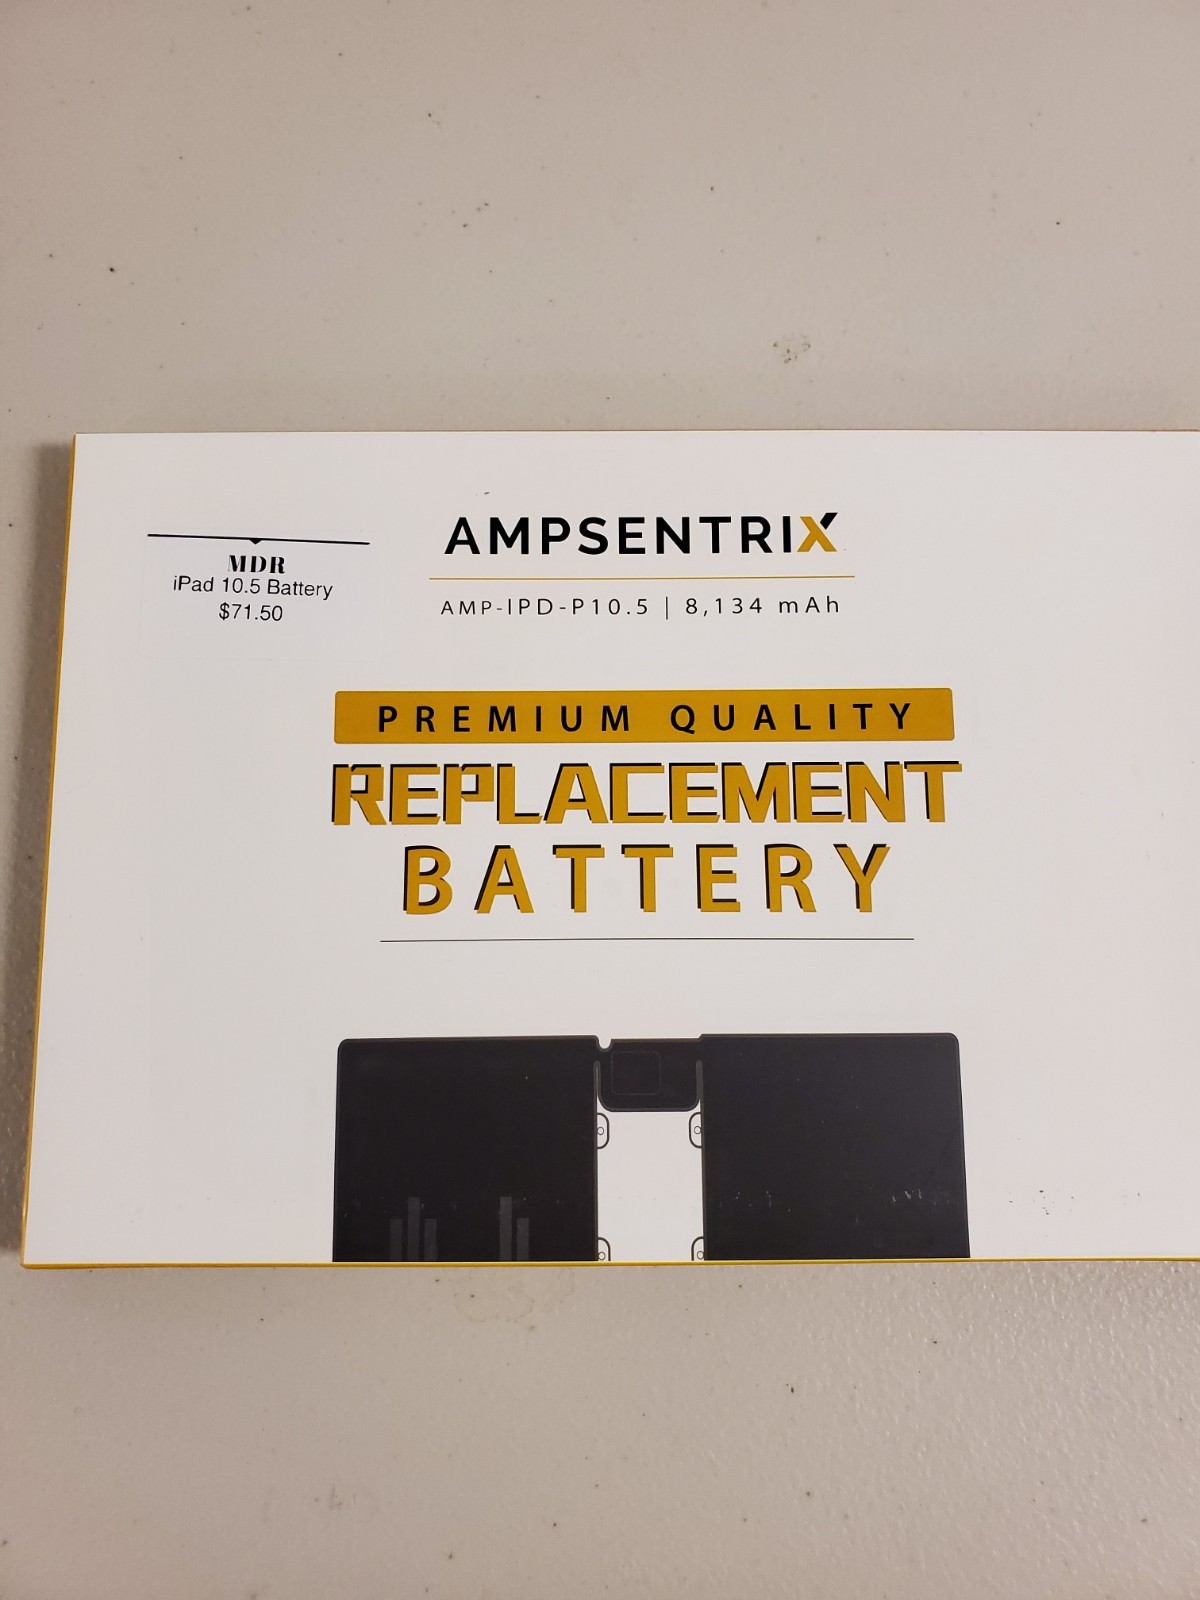 MDR
iPad 10.5 Battery
$71.50
AMPSENTRIX
AMP-IPD-P10.5 | 8,134 mAh
PREMIUM QUALITY
REPLACEMENT
BATTERY